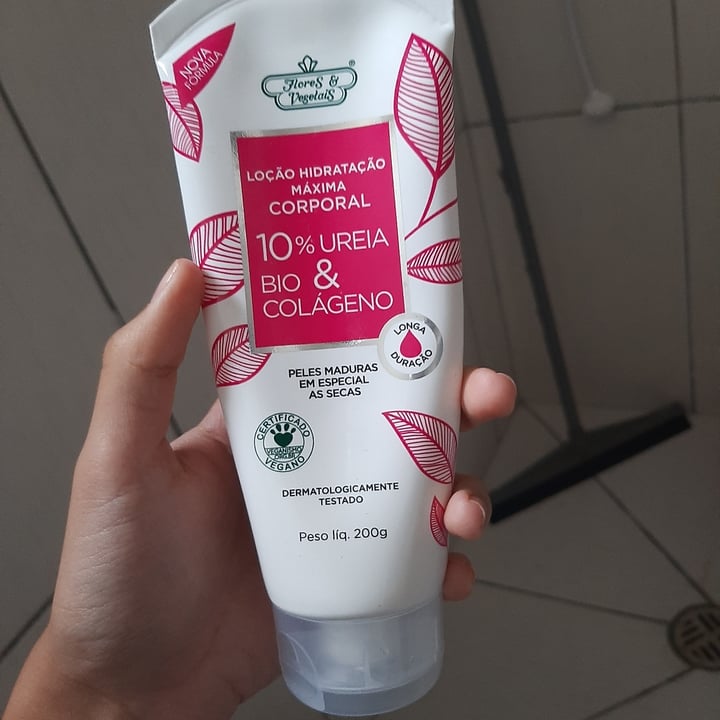 NOVA
FÓRMULA
Flores &
Vegetais
®
LOÇÃO HIDRATAÇÃO
MÁXIMA
CORPORAL
10% UREIA
BIO &
COLÁGENO
LONGA
DURAÇÃO
PELES MADURAS
EM ESPECIAL
AS SECAS
CERTIFICADO
VEGANO
DERMATOLOGICAMENTE
TESTADO
Peso líq. 200g